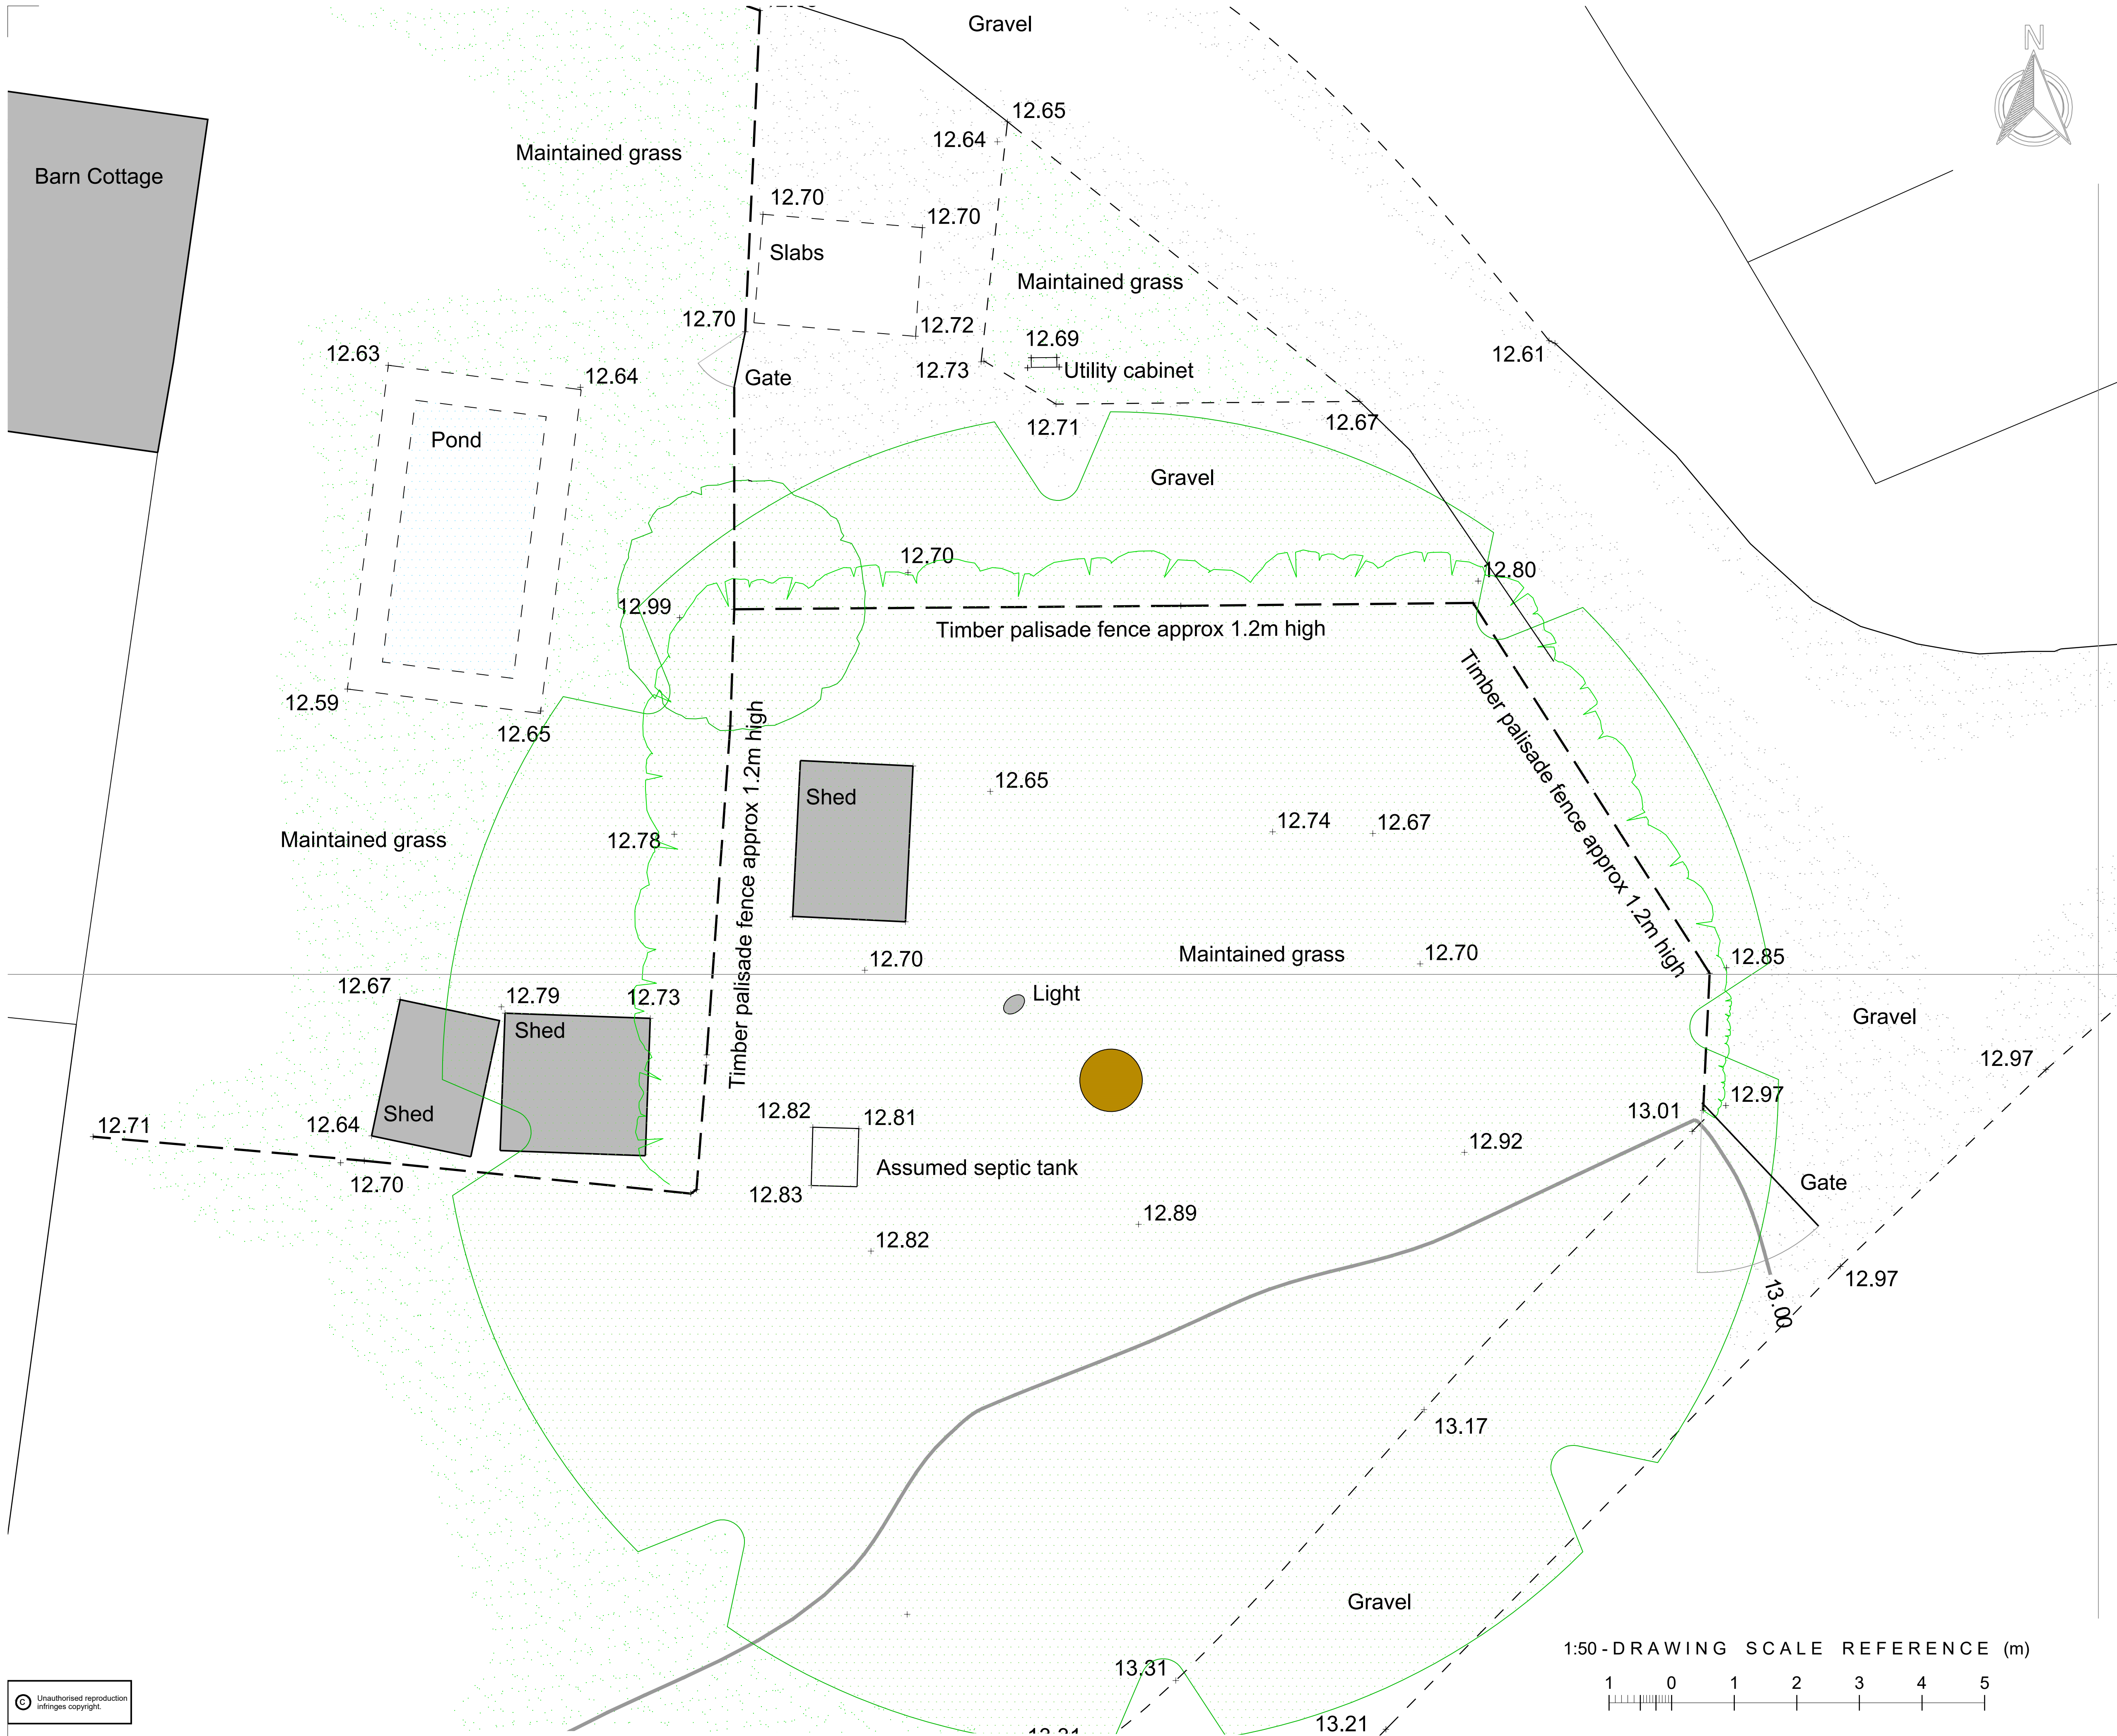 Gravel
N
12.65
12.64
Maintained grass
Barn Cottage
12.70
12.70
Slabs
Maintained grass
12.70
12.72
12.69
12.61
12.63
12.73
Utility cabinet
12.64
Gate
12.71
12.67
Pond
Gravel
12.70
12.80
12.99
Timber palisade fence approx 1.2m high
Timber palisade fence approx 1.2m high
12.59
12.65
Timber palisade fence approx 1.2m high
12.65
Shed
12.74
12.67
12.78
Maintained grass
12.70
Maintained grass
12.70
12.85
12.67
12.79
12.73
Light
Shed
Gravel
12.97
12.97
Shed
12.82
12.81
13.01
12.71
12.64
12.92
Assumed septic tank
12.70
12.83
Gate
12.89
12.82
12.97
13.00
13.17
Gravel
1:50 - DRAWING SCALE REFERENCE (m)
13.31
1 0 1 2 3 4 5
C
Unauthorised reproduction
infringes copyright.
13.21